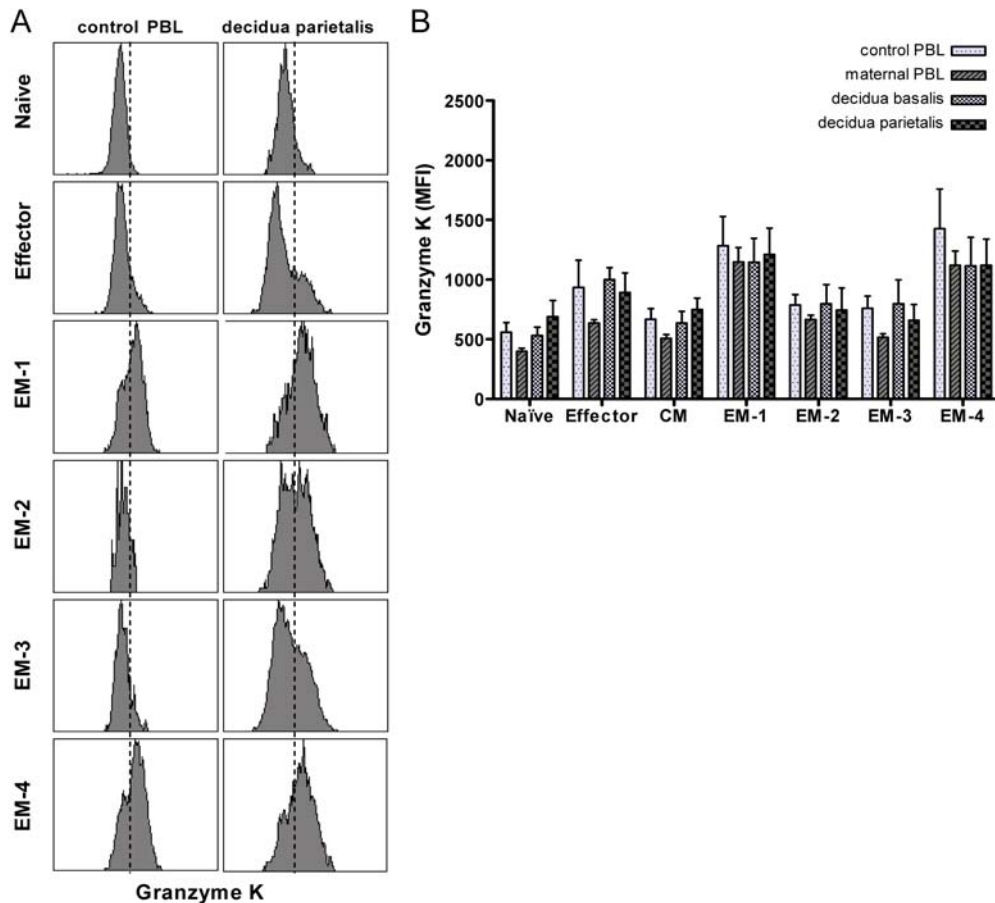 A
control PBL
decidua parietalis
Naive
Effector
EM-1
EM-2
EM-3
EM-4
Granzyme K
B
control PBL
maternal PBL
decidua basalis
decidua parietalis
Granzyme K (MFI)
2500
2000
1500
1000
500
0
Naïve Effector CM EM-1 EM-2 EM-3 EM-4